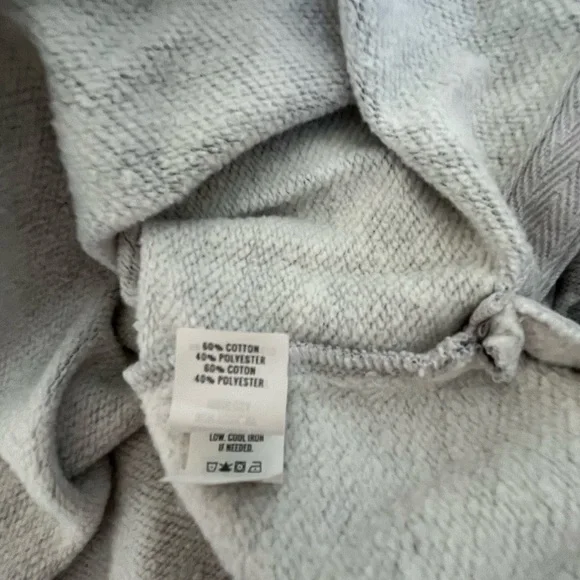 60% COTTON
40% POLYESTER
60% COTON
40% POLYESTER
LOW. COOL IRON
IF NEEDED.